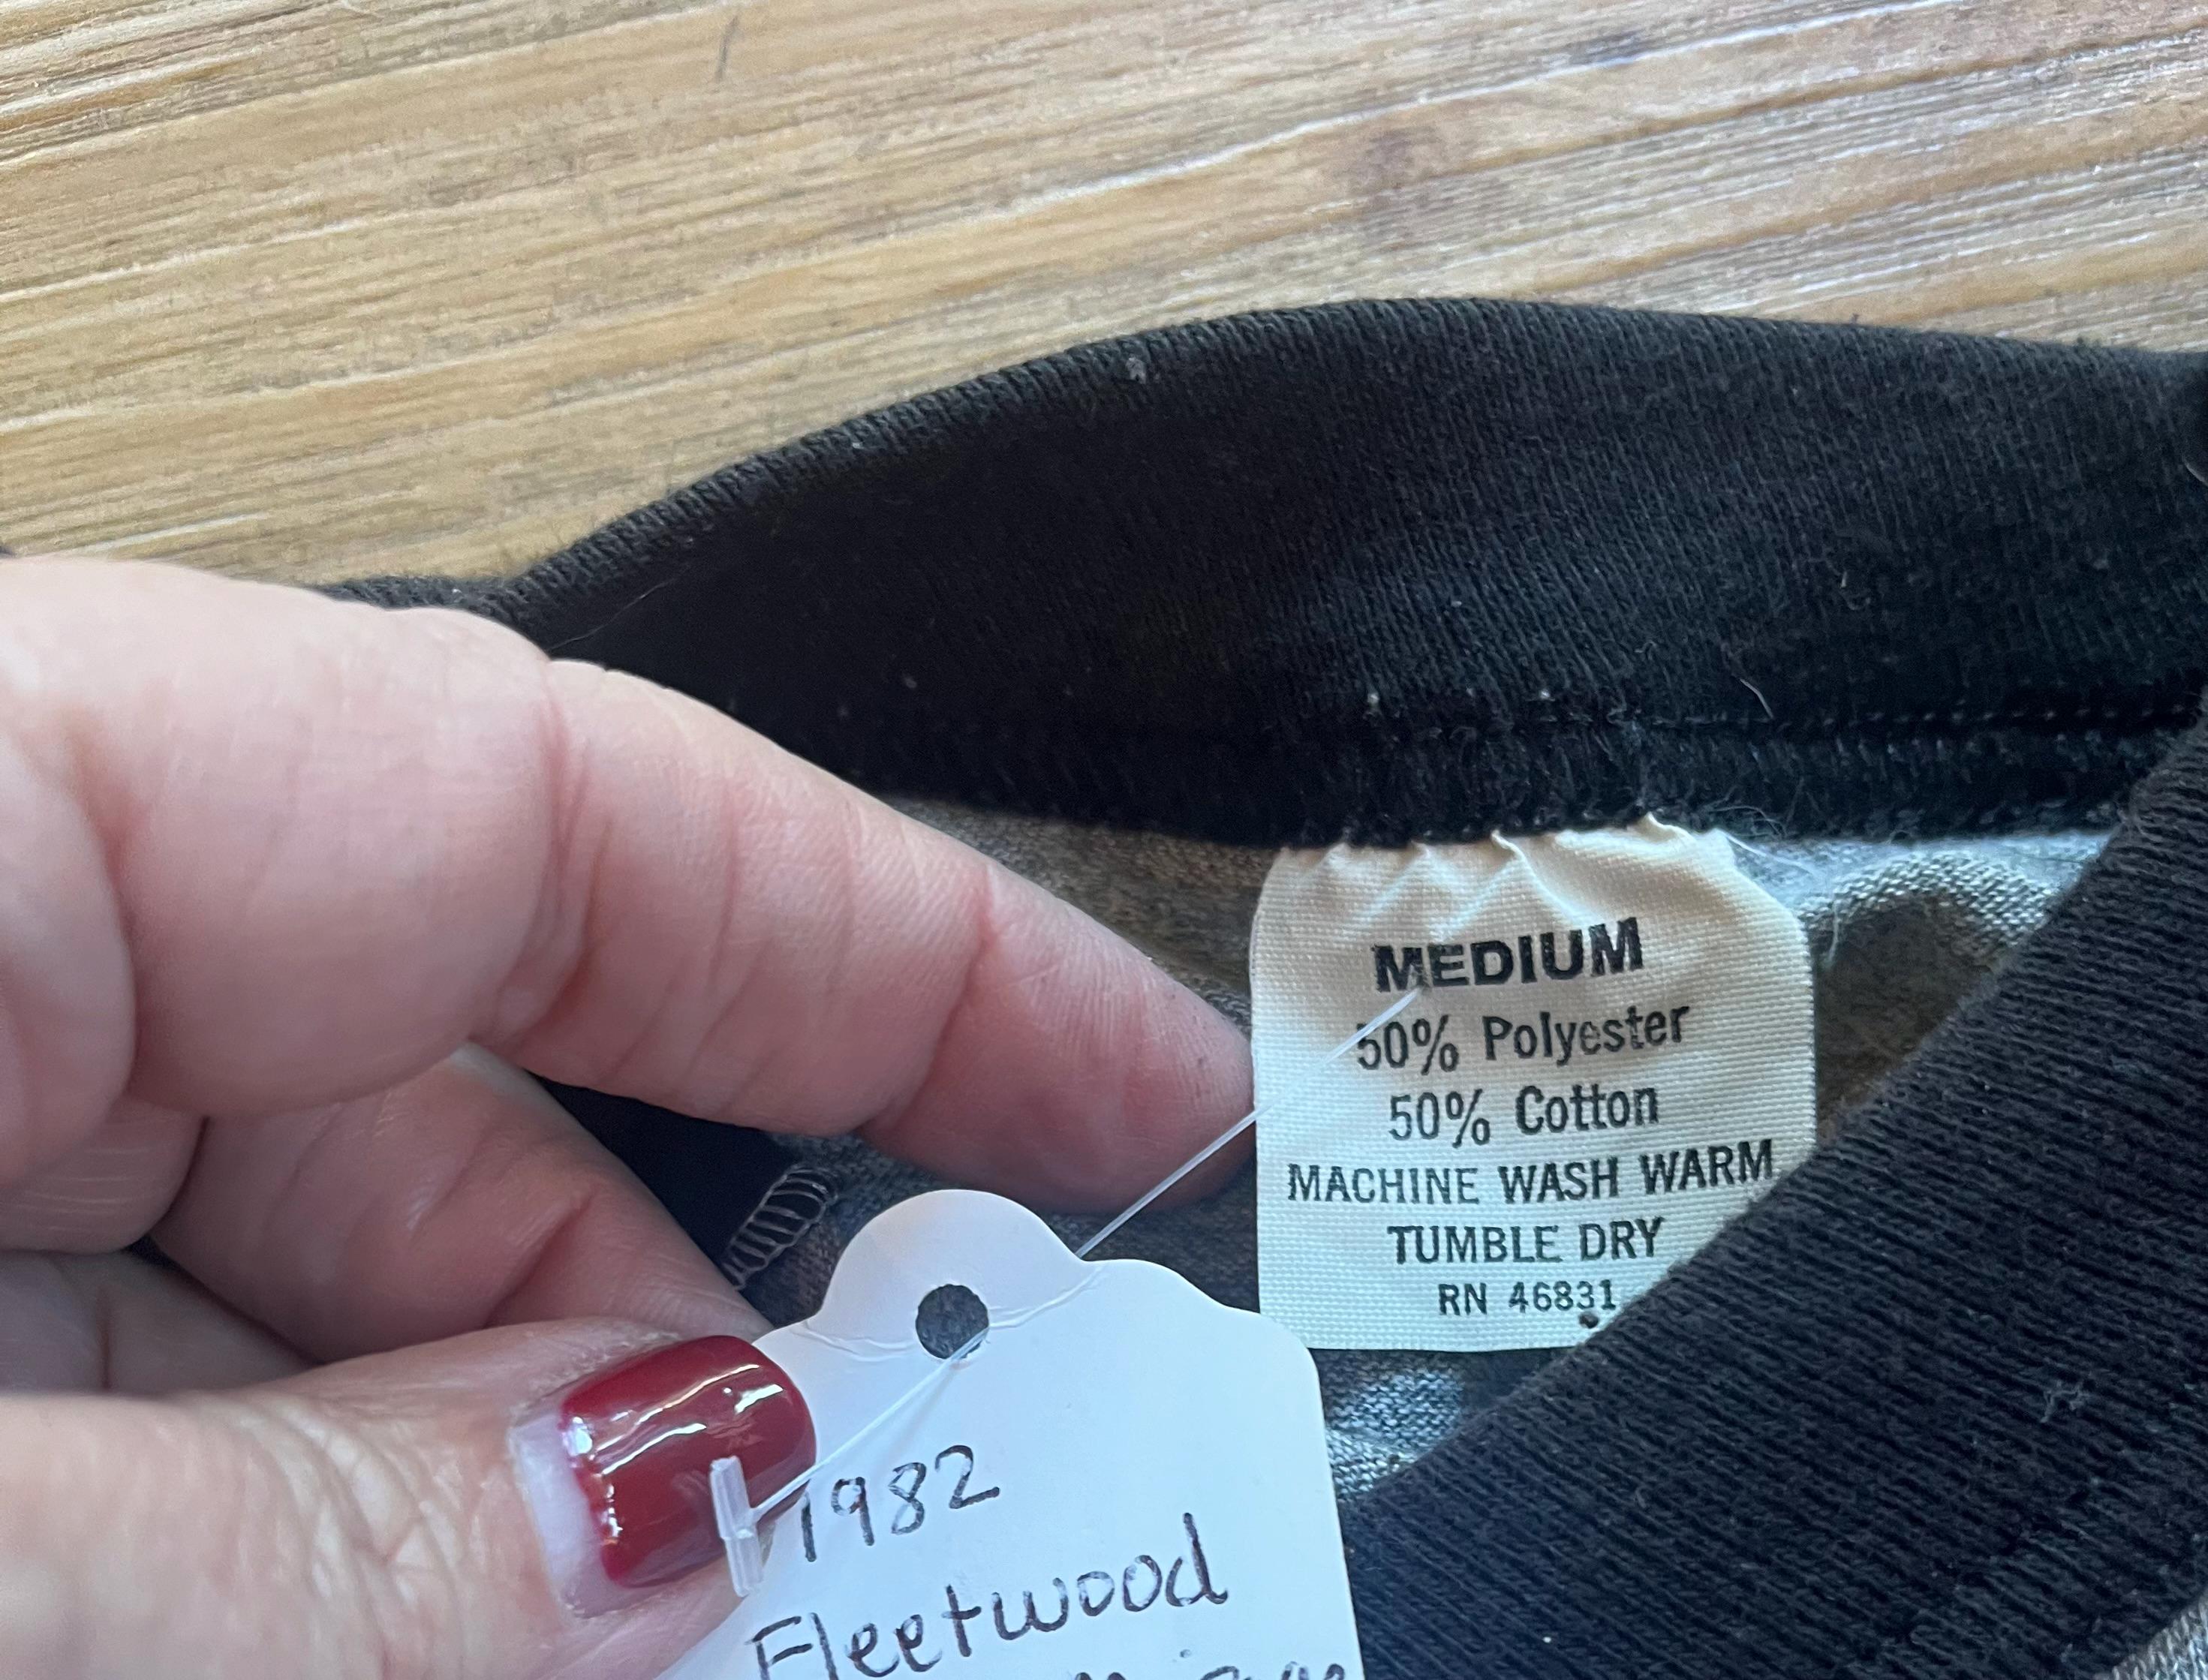 MEDIUM
50% Polyester
50% Cotton
MACHINE WASH WARM
TUMBLE DRY
RN 46831
1982
Fleetwood